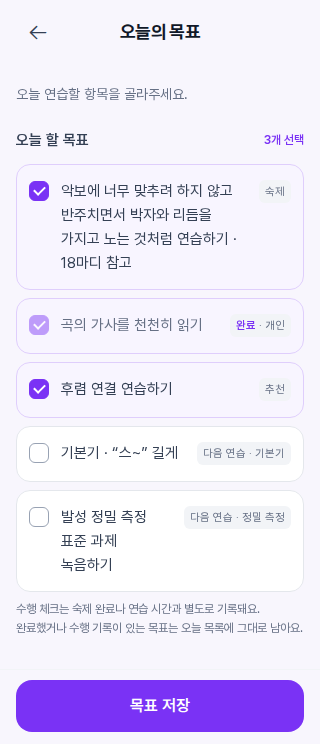 오늘의 목표
오늘 연습할 항목을 골라주세요.
오늘 할 목표
3개 선택
악보에 너무 맞추려 하지 않고
숙제
반주치면서 박자와 리듬을
가지고 노는 것처럼 연습하기 ·
18마디 참고
곡의 가사를 천천히 읽기
완료 · 개인
후렴 연결 연습하기
추천
기본기 · “스~” 길게
다음 연습 · 기본기
발성 정밀 측정
다음 연습 · 정밀 측정
표준 과제
녹음하기
수행 체크는 숙제 완료나 연습 시간과 별도로 기록돼요.
완료했거나 수행 기록이 있는 목표는 오늘 목록에 그대로 남아요.
목표 저장